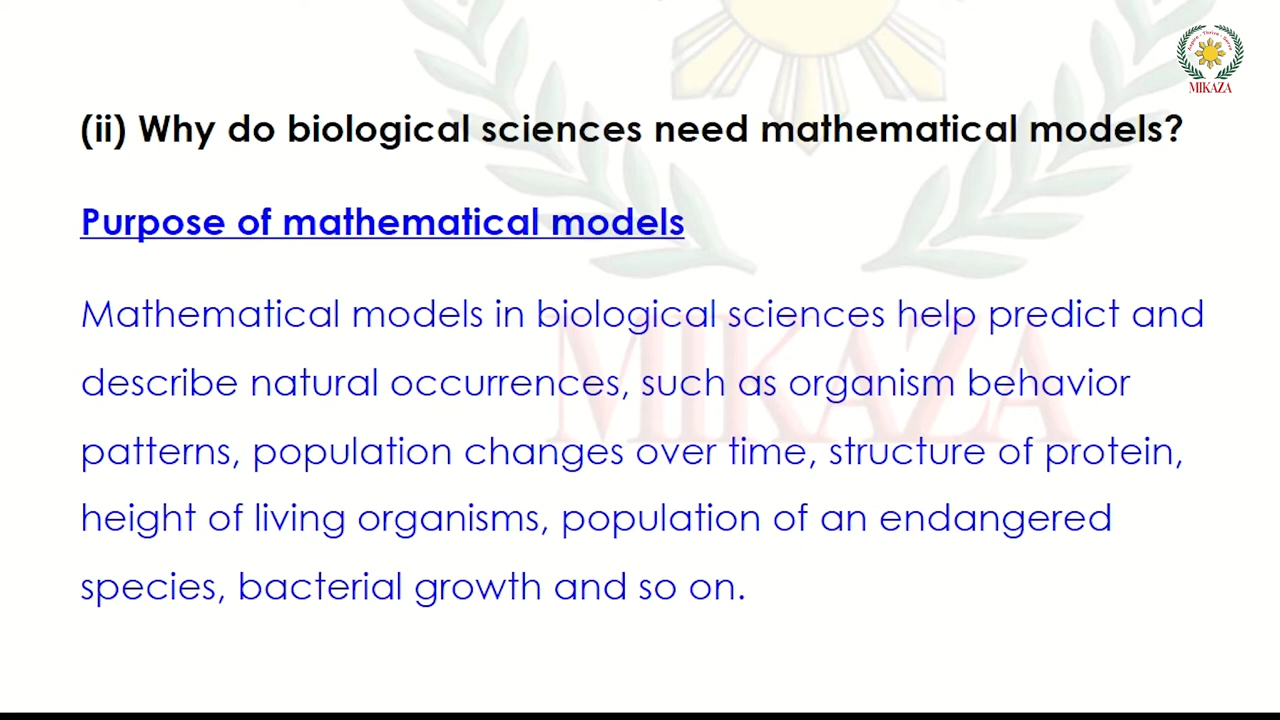 MIKAZA
(ii) Why do biological sciences need mathematical models?
Purpose of mathematical models
Mathematical models in biological sciences help predict and
describe natural occurrences, such as organism behavior
patterns, population changes over time, structure of protein,
height of living organisms, population of an endangered
species, bacterial growth and so on.
MIKAZA